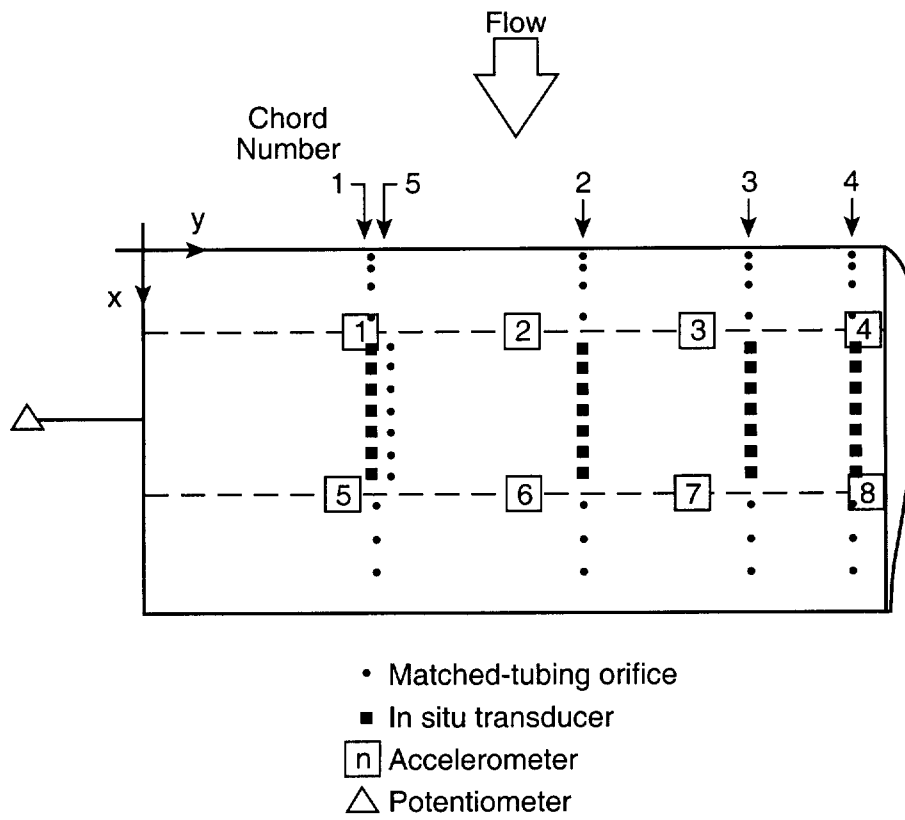 Flow
Chord
Number
1 5 2 3 4
y
x
1 2 3 4
5 6 7 8
Matched-tubing orifice
In situ transducer
n Accelerometer
Potentiometer